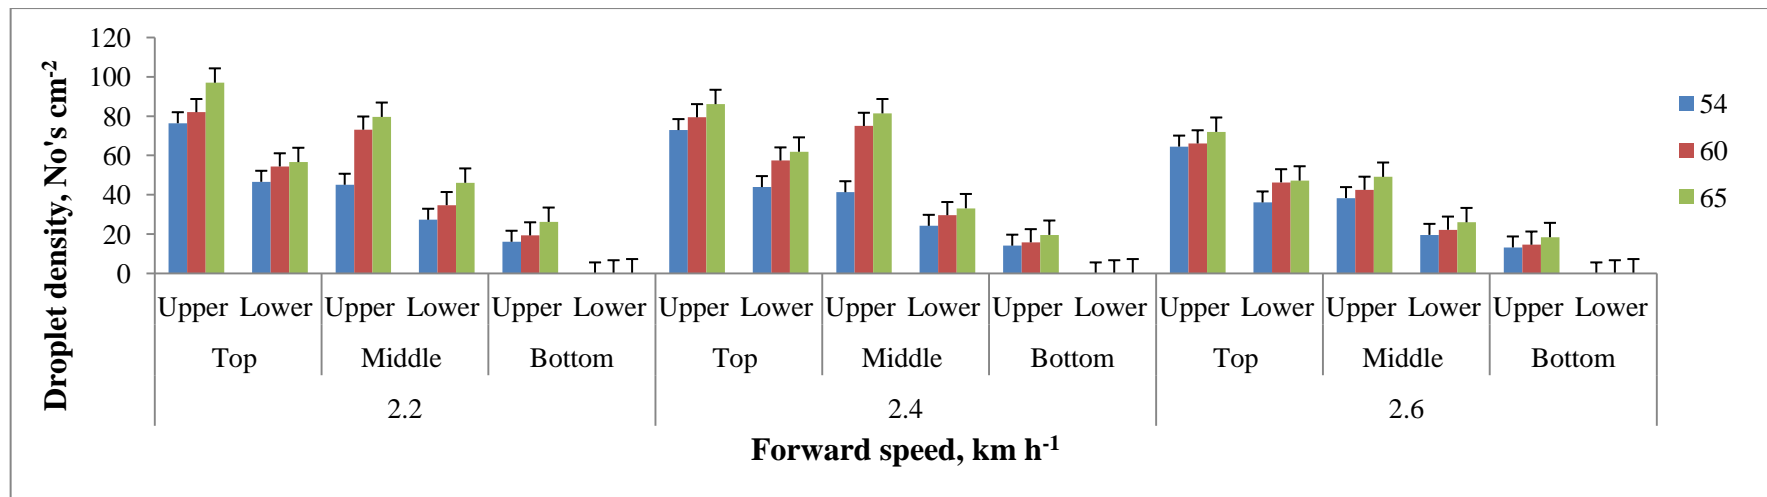 Droplet density, No's cm-2
120
100
80
60
40
20
0
Upper Lower Upper Lower Upper Lower Upper Lower Upper Lower Upper Lower Upper Lower Upper Lower Upper Lower
Top Middle Bottom Top Middle Bottom Top Middle Bottom
2.2 2.4 2.6
Forward speed, km h-1
54
60
65